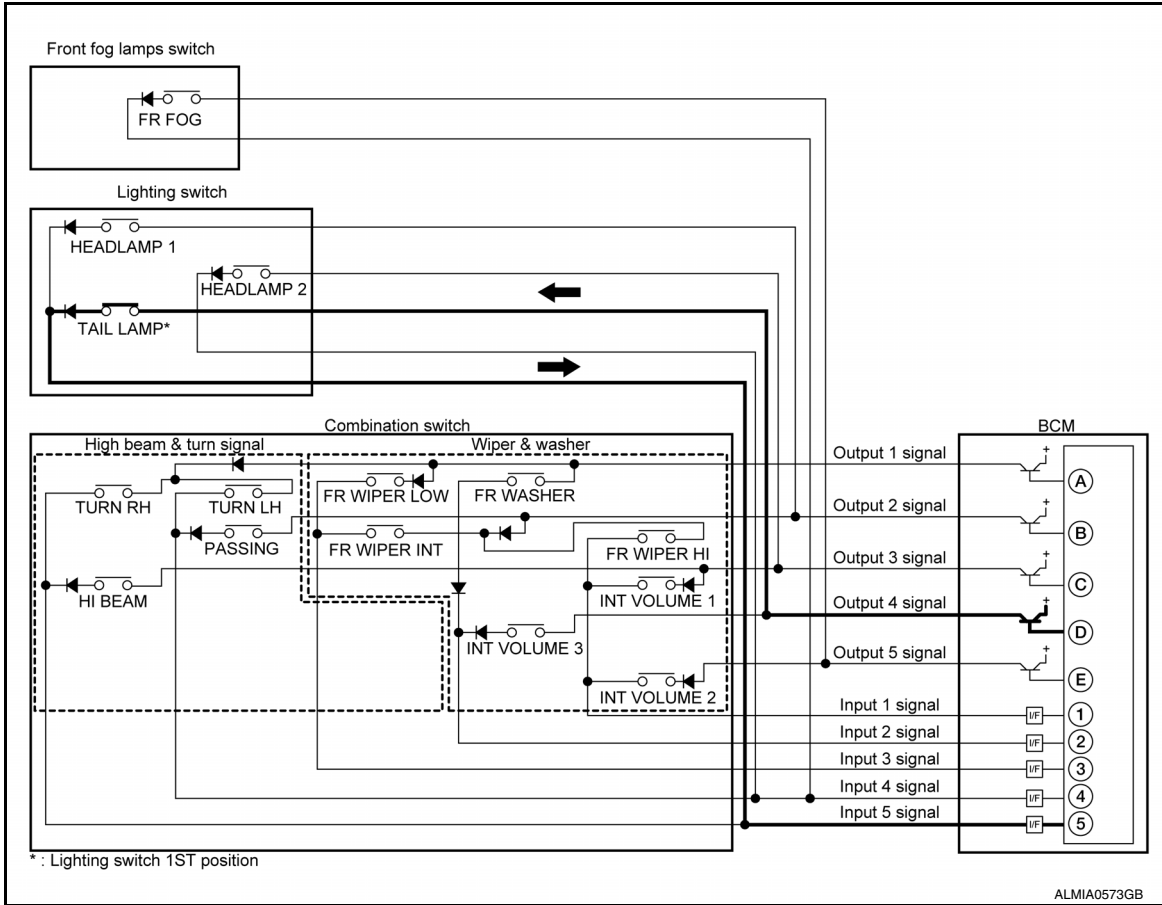 Front fog lamps switch
FR FOG
Lighting switch
HEADLAMP 1
HEADLAMP 2
TAIL LAMP*
Combination switch
High beam & turn signal
Wiper & washer
BCM
TURN RH
TURN LH
PASSING
HI BEAM
FR WIPER LOW
FR WASHER
FR WIPER INT
FR WIPER HI
INT VOLUME 1
INT VOLUME 3
INT VOLUME 2
Output 1 signal
+
A
Output 2 signal
+
B
Output 3 signal
+
C
Output 4 signal
+
D
Output 5 signal
+
E
Input 1 signal
I/F
1
Input 2 signal
I/F
2
Input 3 signal
I/F
3
Input 4 signal
I/F
4
Input 5 signal
I/F
5
* : Lighting switch 1ST position
ALMIA0573GB